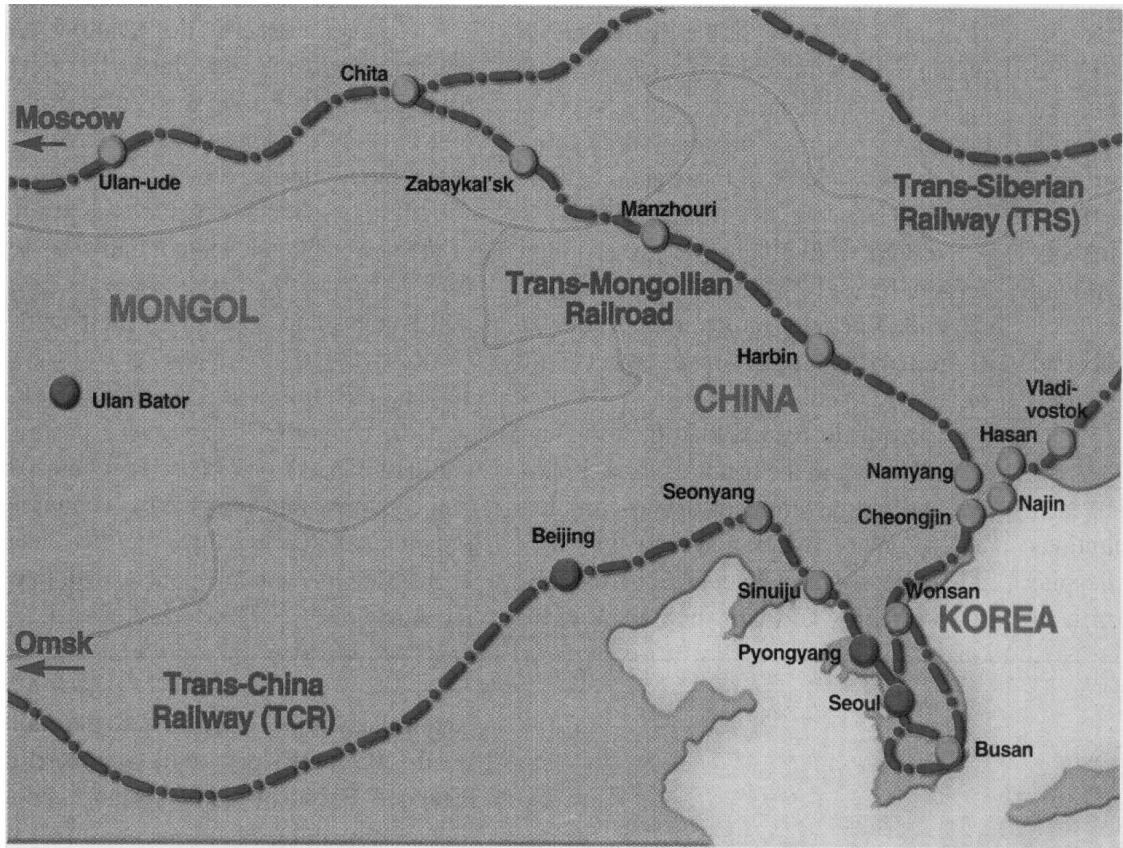 Chita
Moscow
Ulan-ude
Zabaykal'sk
Trans-Siberian
Railway (TRS)
Manzhouri
Trans-Mongollian
Railroad
MONGOL
Harbin
Ulan Bator
CHINA
Vladi-
vostok
Hasan
Namyang
Seonyang
Najin
Cheongjin
Beijing
Sinuiju
Wonsan
KOREA
Omsk
Pyongyang
Trans-China
Railway (TCR)
Seoul
Busan